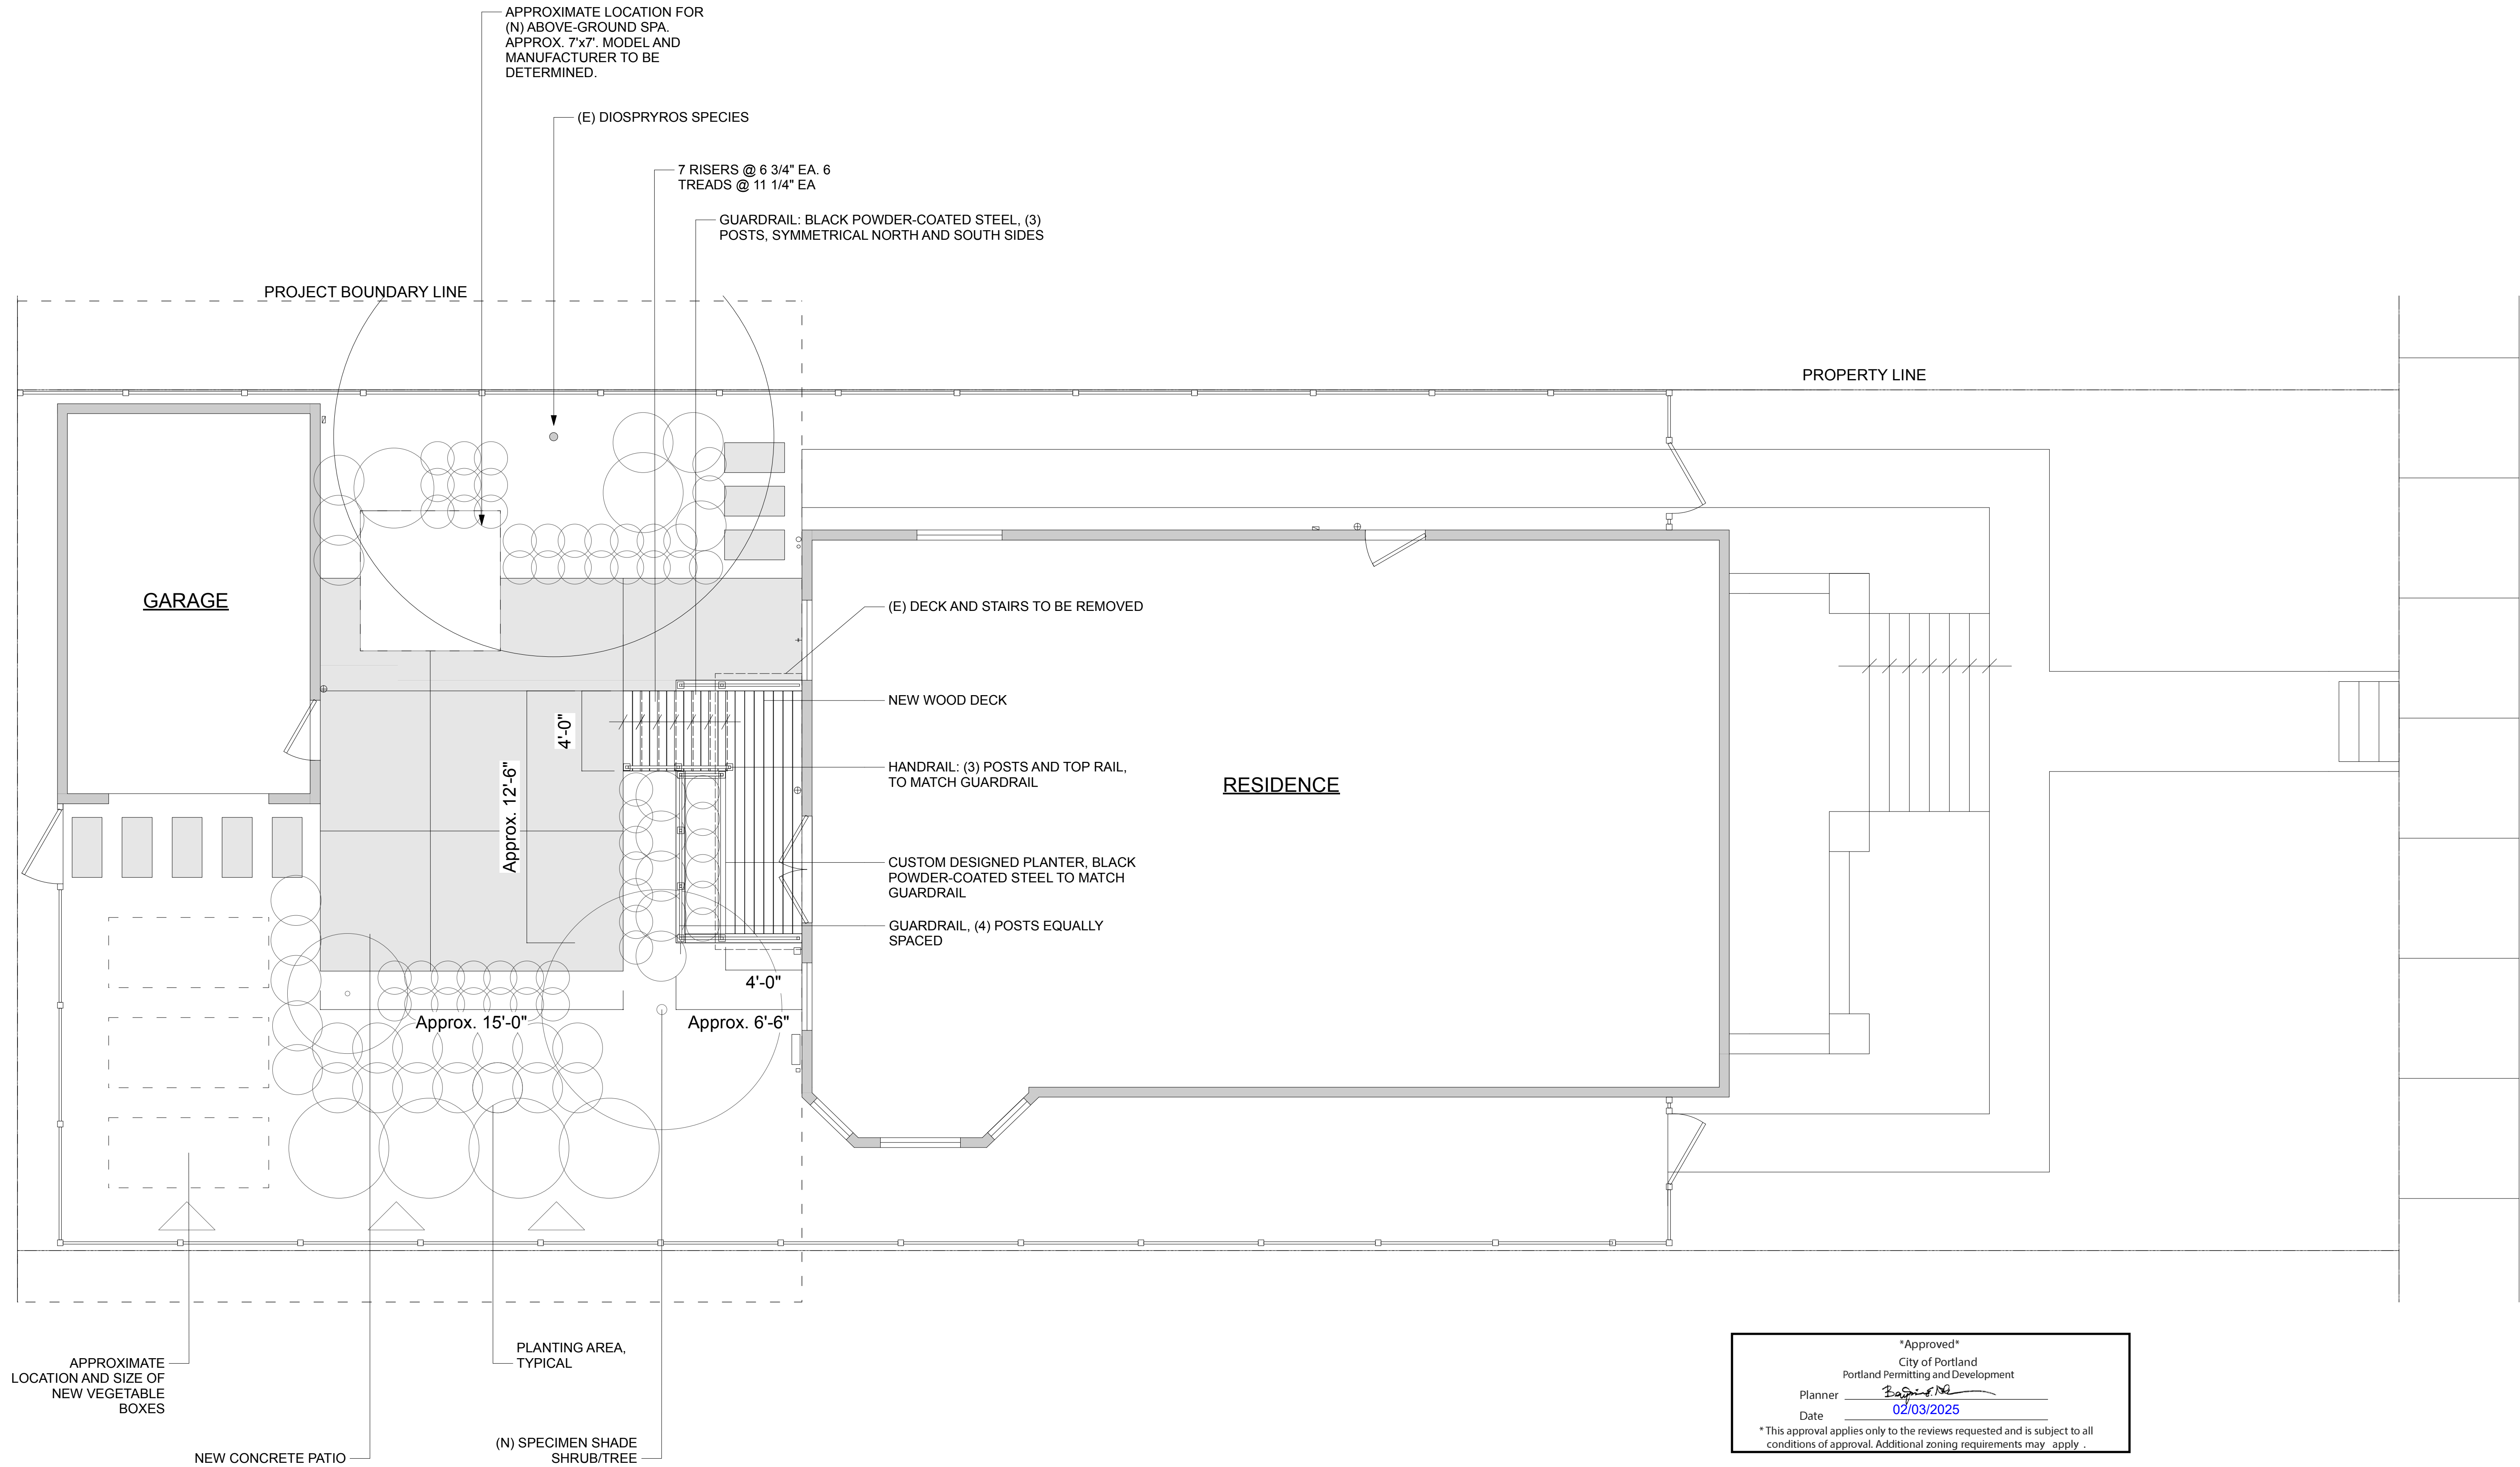 APPROXIMATE LOCATION FOR
(N) ABOVE-GROUND SPA.
APPROX. 7'x7'. MODEL AND
MANUFACTURER TO BE
DETERMINED.
(E) DIOSPRYROS SPECIES
7 RISERS @ 6 3/4" EA. 6
TREADS @ 11 1/4" EA
GUARDRAIL: BLACK POWDER-COATED STEEL, (3)
POSTS, SYMMETRICAL NORTH AND SOUTH SIDES
PROJECT BOUNDARY LINE
PROPERTY LINE
GARAGE
(E) DECK AND STAIRS TO BE REMOVED
NEW WOOD DECK
4'-0"
HANDRAIL: (3) POSTS AND TOP RAIL,
TO MATCH GUARDRAIL
RESIDENCE
Approx. 12'-6"
CUSTOM DESIGNED PLANTER, BLACK
POWDER-COATED STEEL TO MATCH
GUARDRAIL
GUARDRAIL, (4) POSTS EQUALLY
SPACED
4'-0"
Approx. 15'-0"
Approx. 6'-6"
PLANTING AREA,
TYPICAL
APPROXIMATE
LOCATION AND SIZE OF
NEW VEGETABLE
BOXES
NEW CONCRETE PATIO
(N) SPECIMEN SHADE
SHRUB/TREE
*Approved*
City of Portland
Portland Permitting and Development
Planner
Date 02/03/2025
* This approval applies only to the reviews requested and is subject to all
conditions of approval. Additional zoning requirements may apply .